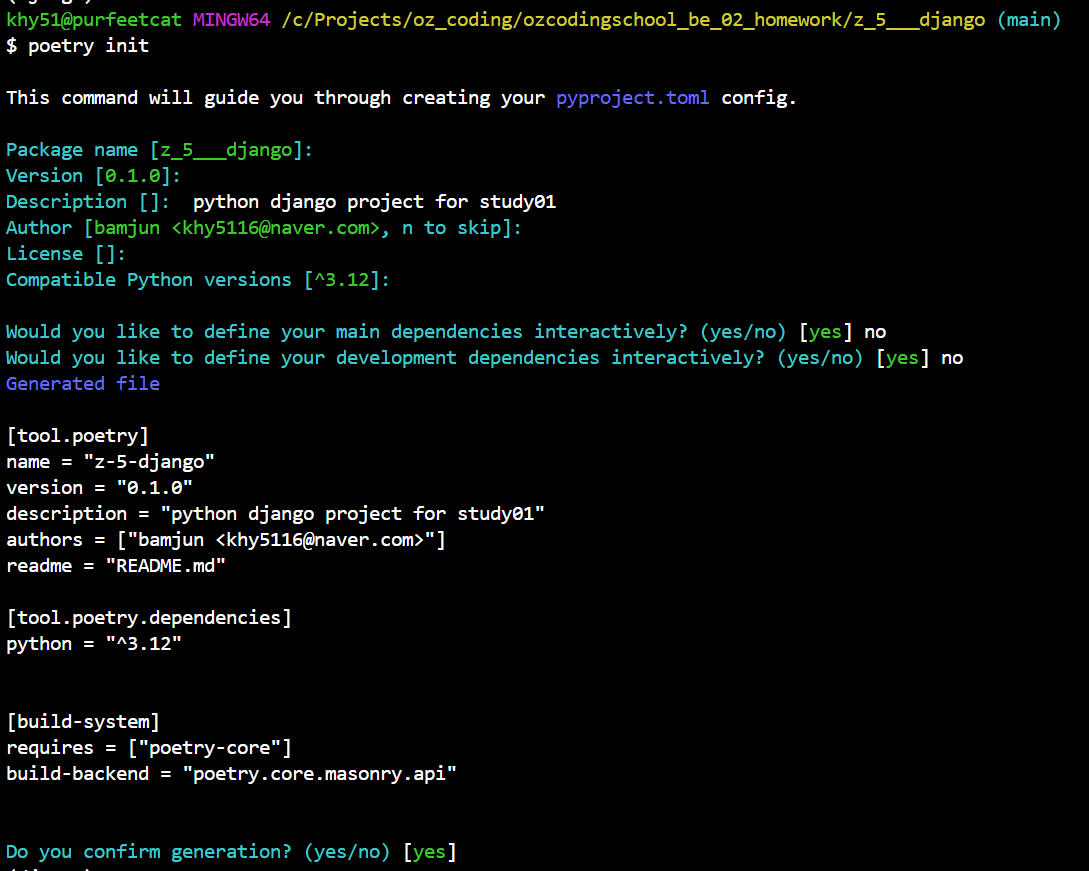 khy51@purfeetcat MINGW64 /c/Projects/oz_coding/ozcodingschool_be_02_homework/z_5___django (main)
$ poetry init
This command will guide you through creating your pyproject.toml config.
Package name [z_5___django]:
Version [0.1.0]:
Description []:  python django project for study01
Author [bamjun <khy5116@naver.com>, n to skip]:
License []:
Compatible Python versions [^3.12]:
Would you like to define your main dependencies interactively? (yes/no) [yes] no
Would you like to define your development dependencies interactively? (yes/no) [yes] no
Generated file
[tool.poetry]
name = "z-5-django"
version = "0.1.0"
description = "python django project for study01"
authors = ["bamjun <khy5116@naver.com>"]
readme = "README.md"
[tool.poetry.dependencies]
python = "^3.12"
[build-system]
requires = ["poetry-core"]
build-backend = "poetry.core.masonry.api"
Do you confirm generation? (yes/no) [yes]